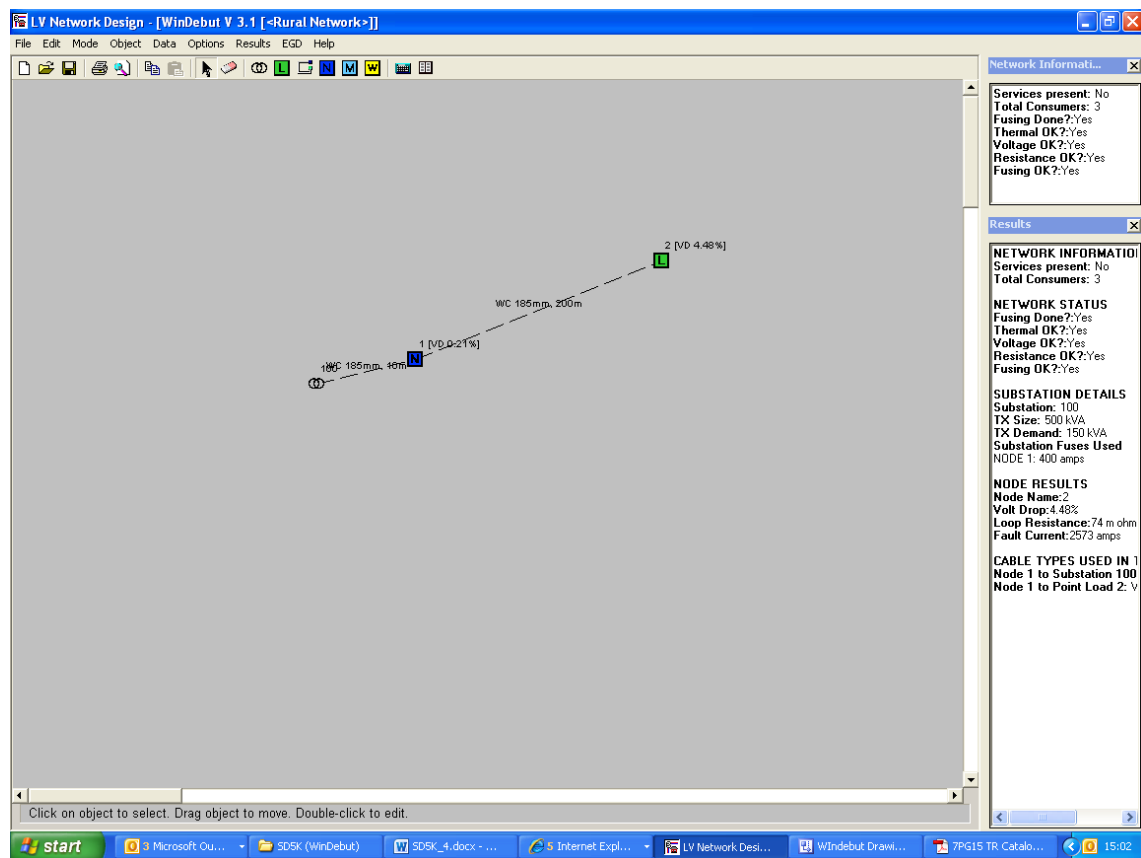 LV Network Design - [WinDebut V 3.1 [<Rural Network>]]
File Edit Mode Object Data Options Results EGD Help
L N M W
Network Informati...
Services present: No
Total Consumers: 3
Fusing Done?:Yes
Thermal OK?:Yes
Voltage OK?:Yes
Resistance OK?:Yes
Fusing OK?:Yes
2 [VD 4.48%]
L
WC 185mm, 200m
1 [VD 0.21%]
N
100
WC 185mm, 10m
Results
NETWORK INFORMATIO
Services present: No
Total Consumers: 3
NETWORK STATUS
Fusing Done?:Yes
Thermal OK?:Yes
Voltage OK?:Yes
Resistance OK?:Yes
Fusing OK?:Yes
SUBSTATION DETAILS
Substation: 100
TX Size: 500 kVA
TX Demand: 150 kVA
Substation Fuses Used
NODE 1: 400 amps
NODE RESULTS
Node Name:2
Volt Drop:4.48%
Loop Resistance:74 m ohm
Fault Current:2573 amps
CABLE TYPES USED IN
Node 1 to Substation 100
Node 1 to Point Load 2:
Click on object to select. Drag object to move. Double-click to edit.
start
3 Microsoft Ou...
SD5K (WinDebut)
SD5K_4.docx - ...
5 Internet Expl...
LV Network Desi...
WIndebut Drawi...
7PG15 TR Catalo...
15:02